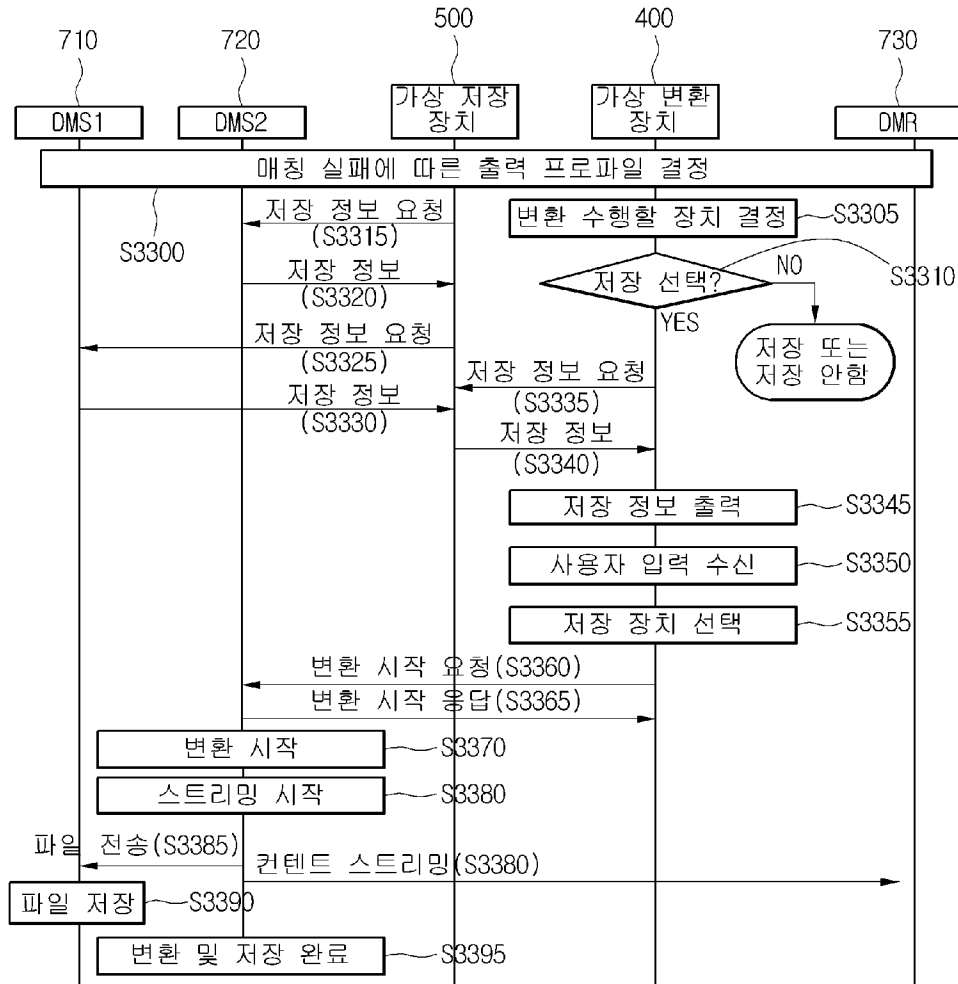 500
400
710
720
730
가상 저장
장치
가상 변환
장치
DMS1
DMS2
DMR
매칭 실패에 따른 출력 프로파일 결정
S3300
저장 정보 요청
(S3315)
변환 수행할 장치 결정
S3305
저장 정보
(S3320)
저장 선택?
NO
S3310
YES
저장 정보 요청
(S3325)
저장 또는
저장 안함
저장 정보 요청
(S3335)
저장 정보
(S3330)
저장 정보
(S3340)
저장 정보 출력
S3345
사용자 입력 수신
S3350
저장 장치 선택
S3355
변환 시작 요청(S3360)
변환 시작 응답(S3365)
변환 시작
S3370
스트리밍 시작
S3380
파일 전송(S3385)
컨텐트 스트리밍(S3380)
파일 저장
S3390
변환 및 저장 완료
S3395